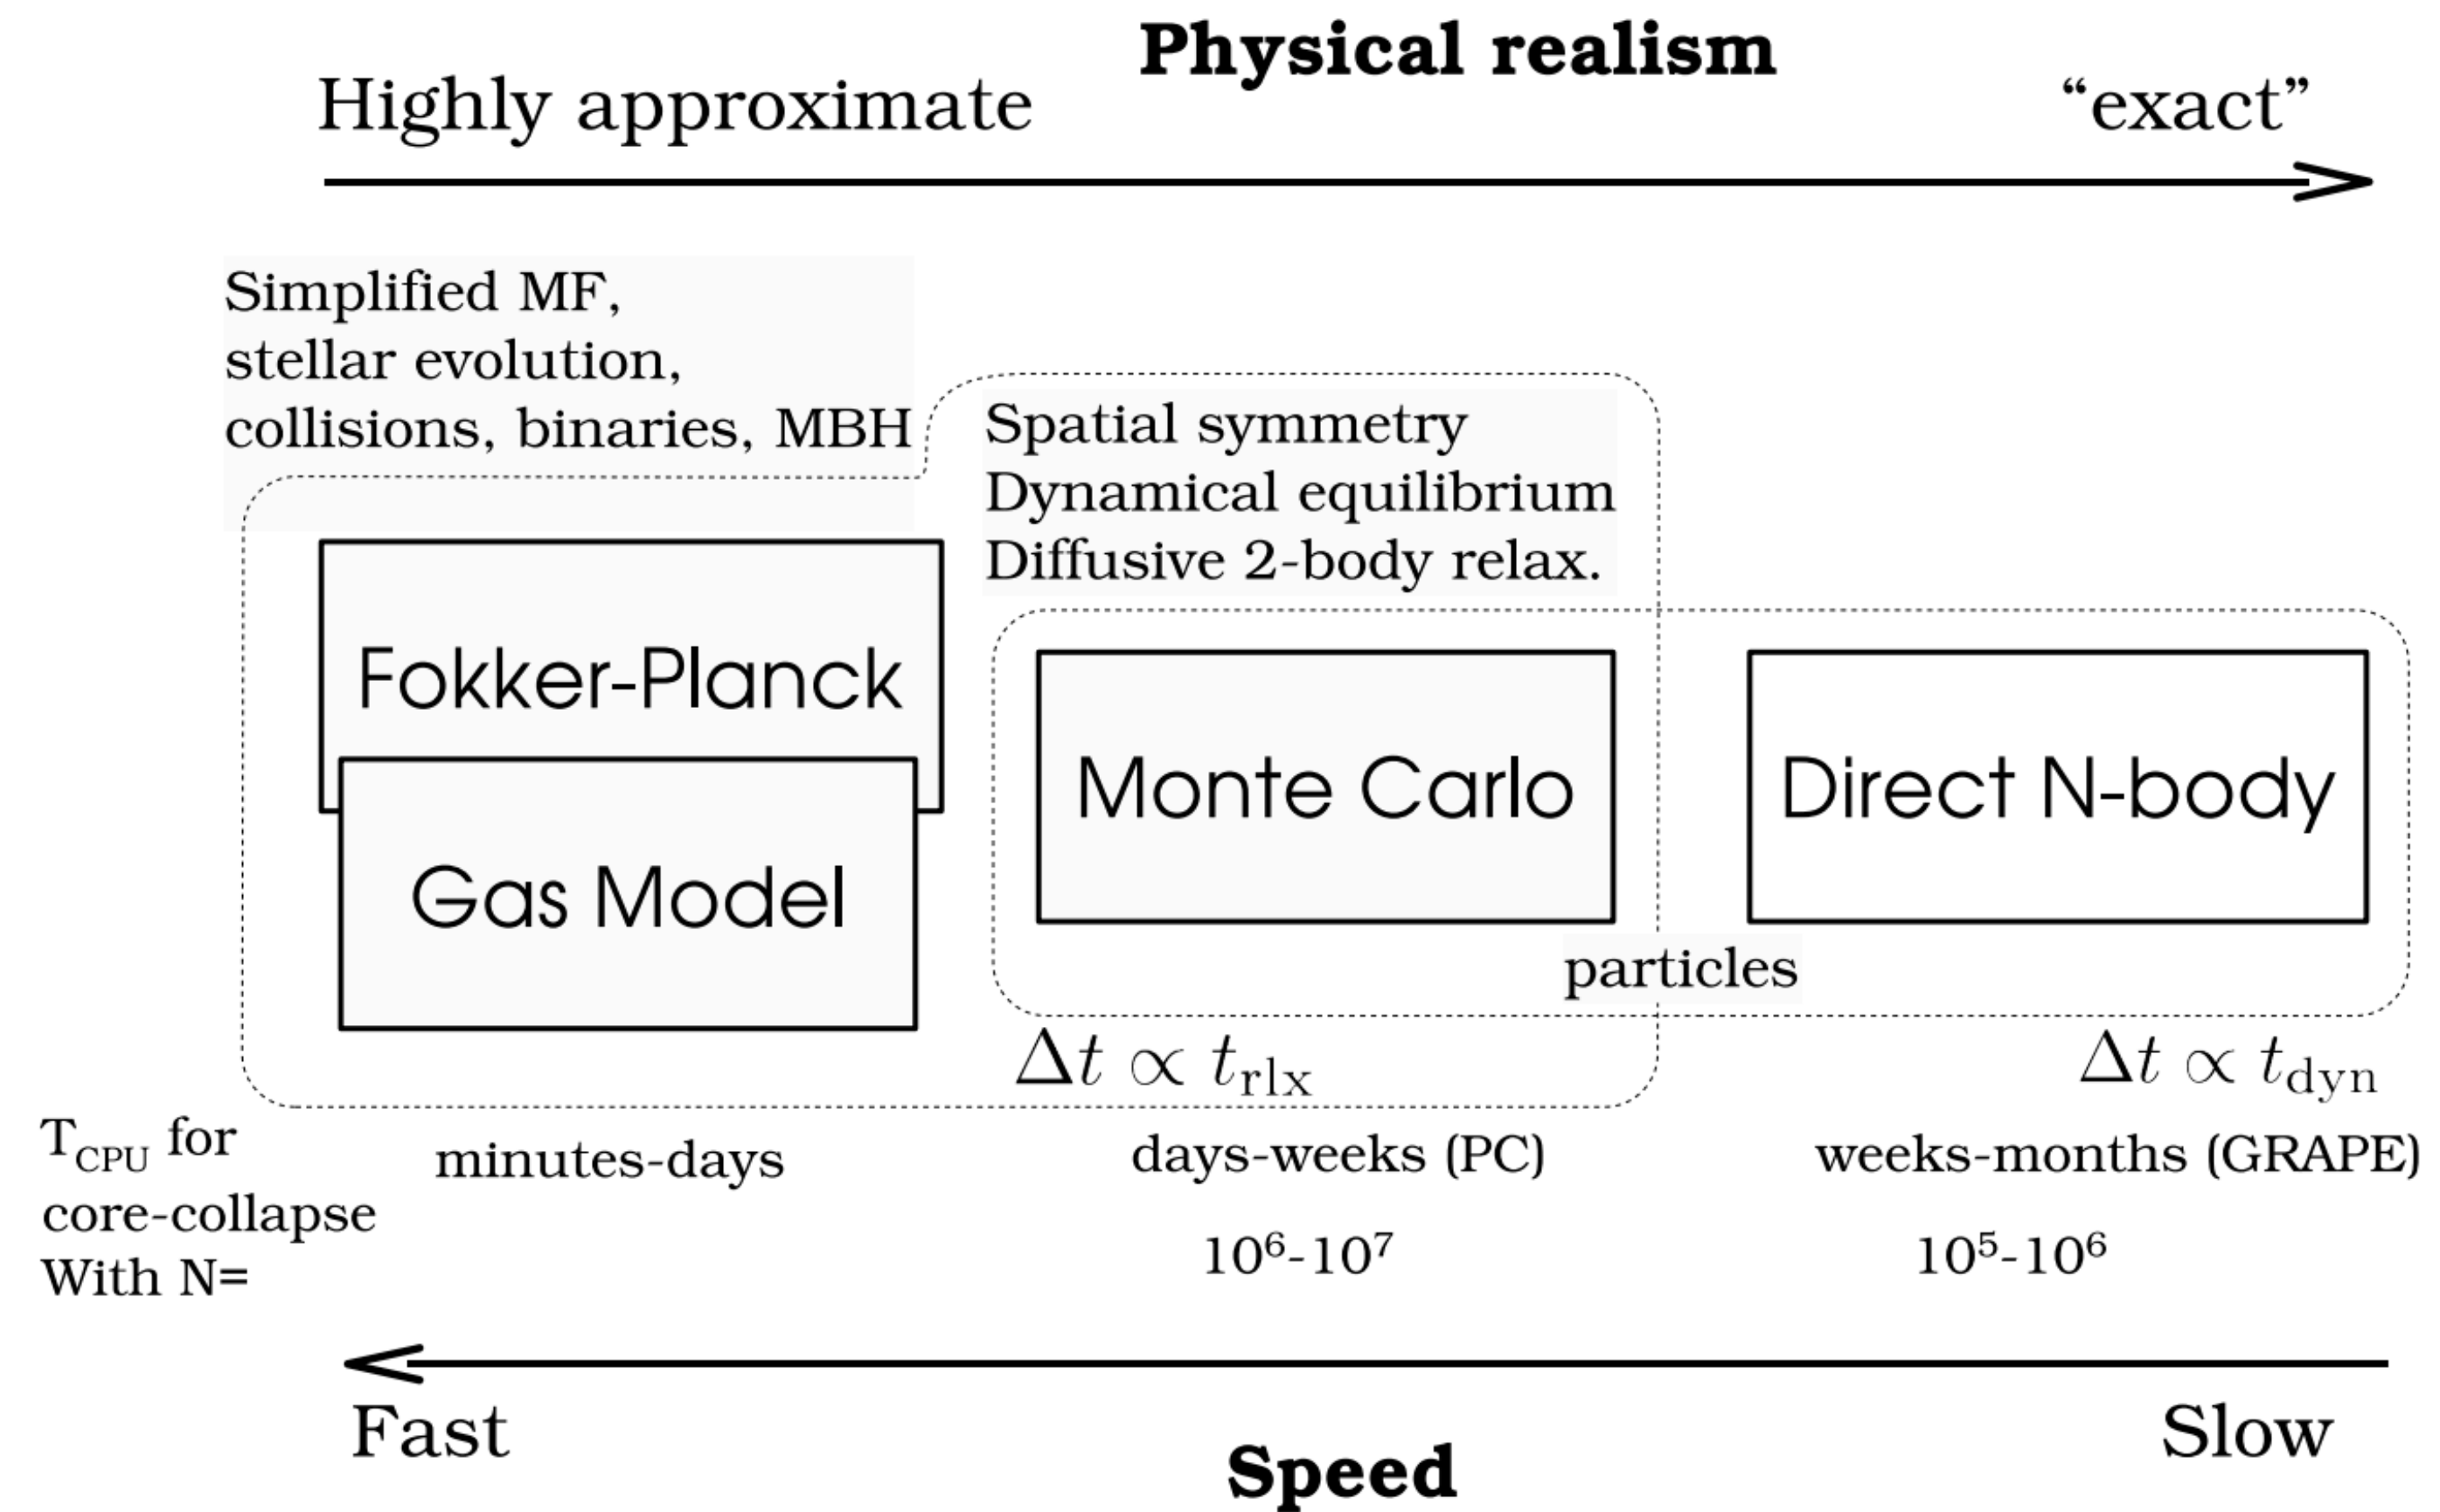 Physical realism
Highly approximate
“exact”
Simplified MF,
stellar evolution,
collisions, binaries, MBH
Spatial symmetry
Dynamical equilibrium
Diffusive 2-body relax.
Fokker-Planck
Gas Model
Monte Carlo
Direct N-body
particles
Δt ∝ t_rlx
Δt ∝ t_dyn
T_CPU for
core-collapse
With N=
minutes-days
days-weeks (PC)
weeks-months (GRAPE)
10⁶-10⁷
10⁵-10⁶
Fast
Slow
Speed